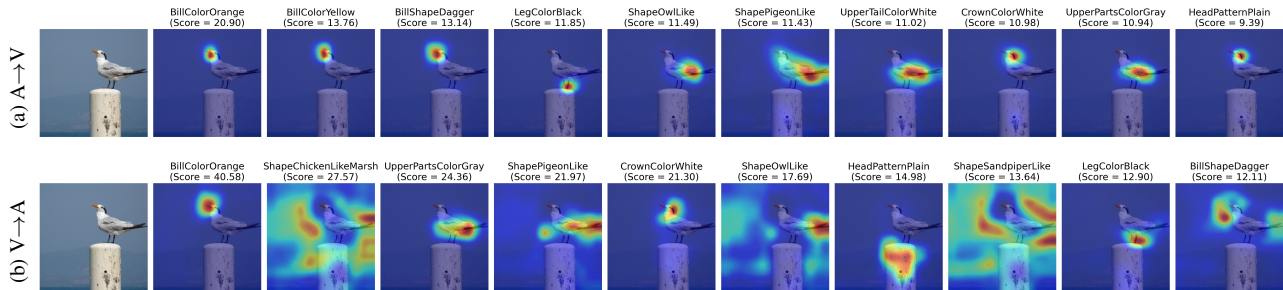 BillColorOrange
(Score = 20.90)
BillColorYellow
(Score = 13.76)
BillShapeDagger
(Score = 13.14)
LegColorBlack
(Score = 11.85)
ShapeOwlLike
(Score = 11.49)
ShapePigeonLike
(Score = 11.43)
UpperTailColorWhite
(Score = 11.02)
CrownColorWhite
(Score = 10.98)
UpperPartsColorGray
(Score = 10.94)
HeadPatternPlain
(Score = 9.39)
(a) A→V
BillColorOrange
(Score = 40.58)
ShapeChickenLikeMarsh
(Score = 27.57)
UpperPartsColorGray
(Score = 24.36)
ShapePigeonLike
(Score = 21.97)
CrownColorWhite
(Score = 21.30)
ShapeOwlLike
(Score = 17.69)
HeadPatternPlain
(Score = 14.98)
ShapeSandpiperLike
(Score = 13.64)
LegColorBlack
(Score = 12.90)
BillShapeDagger
(Score = 12.11)
(b) V→A